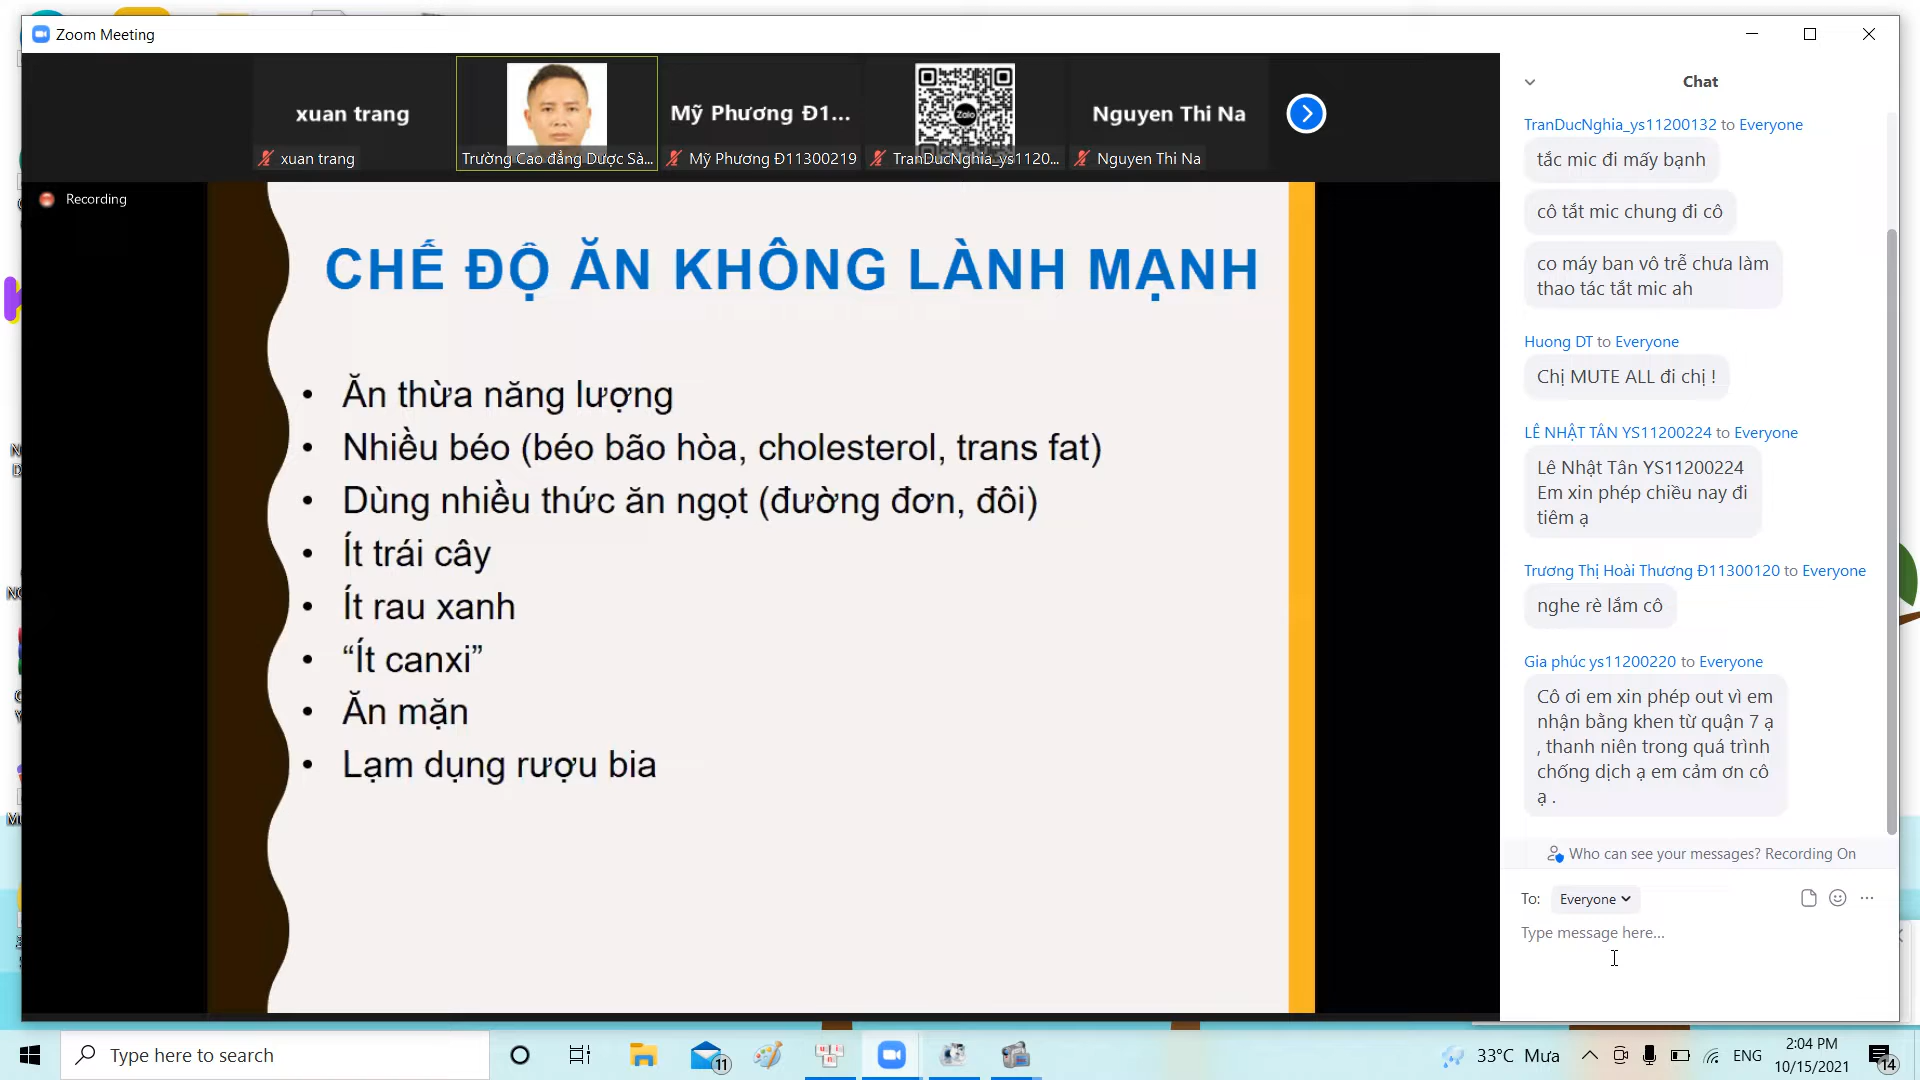 Zoom Meeting
xuan trang
Mỹ Phương Đ1...
Nguyen Thi Na
Zalo
xuan trang
Trường Cao đẳng Dược Sà...
Mỹ Phương Đ11300219
TranDucNghia_ys1120...
Nguyen Thi Na
Recording
CHẾ ĐỘ ĂN KHÔNG LÀNH MẠNH
• Ăn thừa năng lượng
• Nhiều béo (béo bão hòa, cholesterol, trans fat)
• Dùng nhiều thức ăn ngọt (đường đơn, đôi)
• Ít trái cây
• Ít rau xanh
• “Ít canxi”
• Ăn mặn
• Lạm dụng rượu bia
Chat
TranDucNghia_ys11200132 to Everyone
tắc mic đi mấy bạnh
cô tắt mic chung đi cô
co máy ban vô trễ chưa làm
thao tác tắt mic ah
Huong DT to Everyone
Chị MUTE ALL đi chị !
LÊ NHẬT TÂN YS11200224 to Everyone
Lê Nhật Tân YS11200224
Em xin phép chiều nay đi
tiêm ạ
Trương Thị Hoài Thương Đ11300120 to Everyone
nghe rè lắm cô
Gia phúc ys11200220 to Everyone
Cô ơi em xin phép out vì em
nhận bằng khen từ quận 7 ạ
, thanh niên trong quá trình
chống dịch ạ em cảm ơn cô
ạ .
Who can see your messages? Recording On
To: Everyone
Type message here...
Type here to search
11
33°C Mưa
ENG
2:04 PM
10/15/2021
14